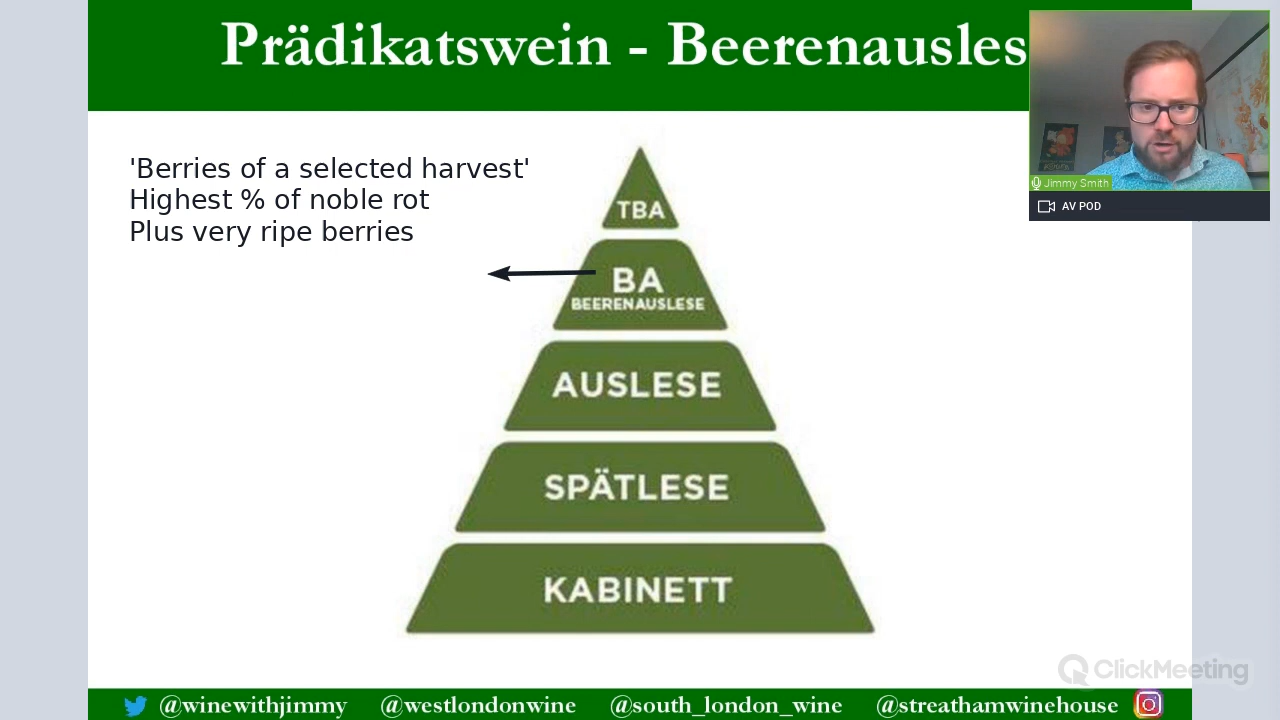 Prädikatswein - Beerenausles
'Berries of a selected harvest'
Highest % of noble rot
Plus very ripe berries
TBA
BA
BEERENAUSLESE
AUSLESE
SPÄTLESE
KABINETT
Jimmy Smith
AV POD
ClickMeeting
@winewithjimmy @westlondonwine @south_london_wine @streathamwinehouse